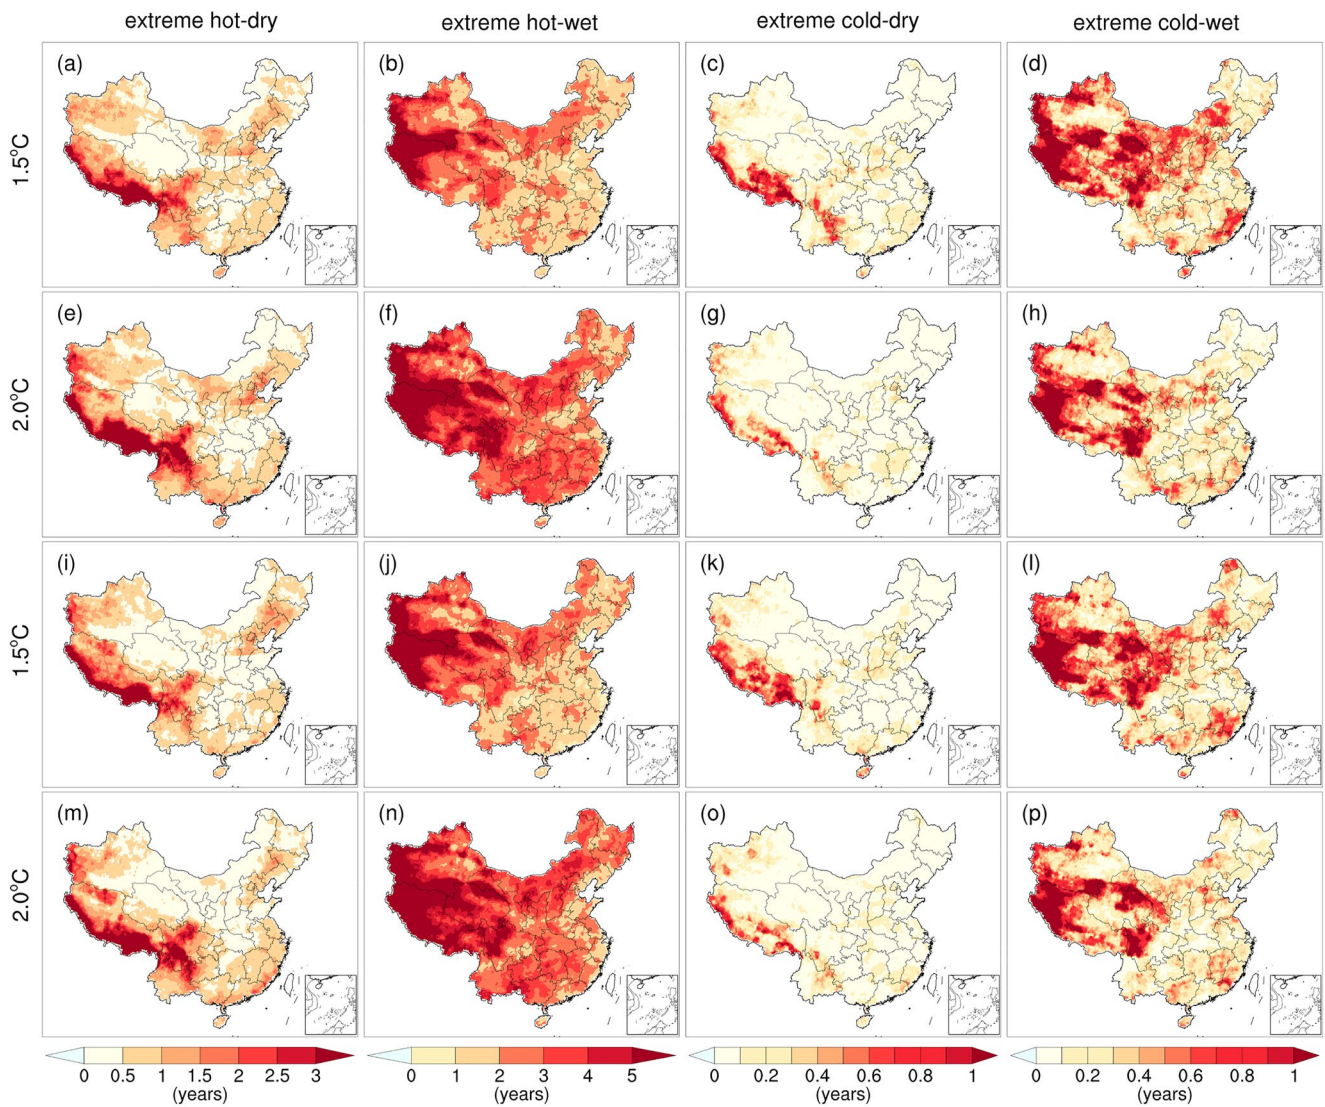 extreme hot-dry extreme hot-wet extreme cold-dry extreme cold-wet
1.5°C (a) (b) (c) (d)
2.0°C (e) (f) (g) (h)
1.5°C (i) (j) (k) (l)
2.0°C (m) (n) (o) (p)
0 0.5 1 1.5 2 2.5 3 0 1 2 3 4 5 0 0.2 0.4 0.6 0.8 1 0 0.2 0.4 0.6 0.8 1
(years) (years) (years) (years)